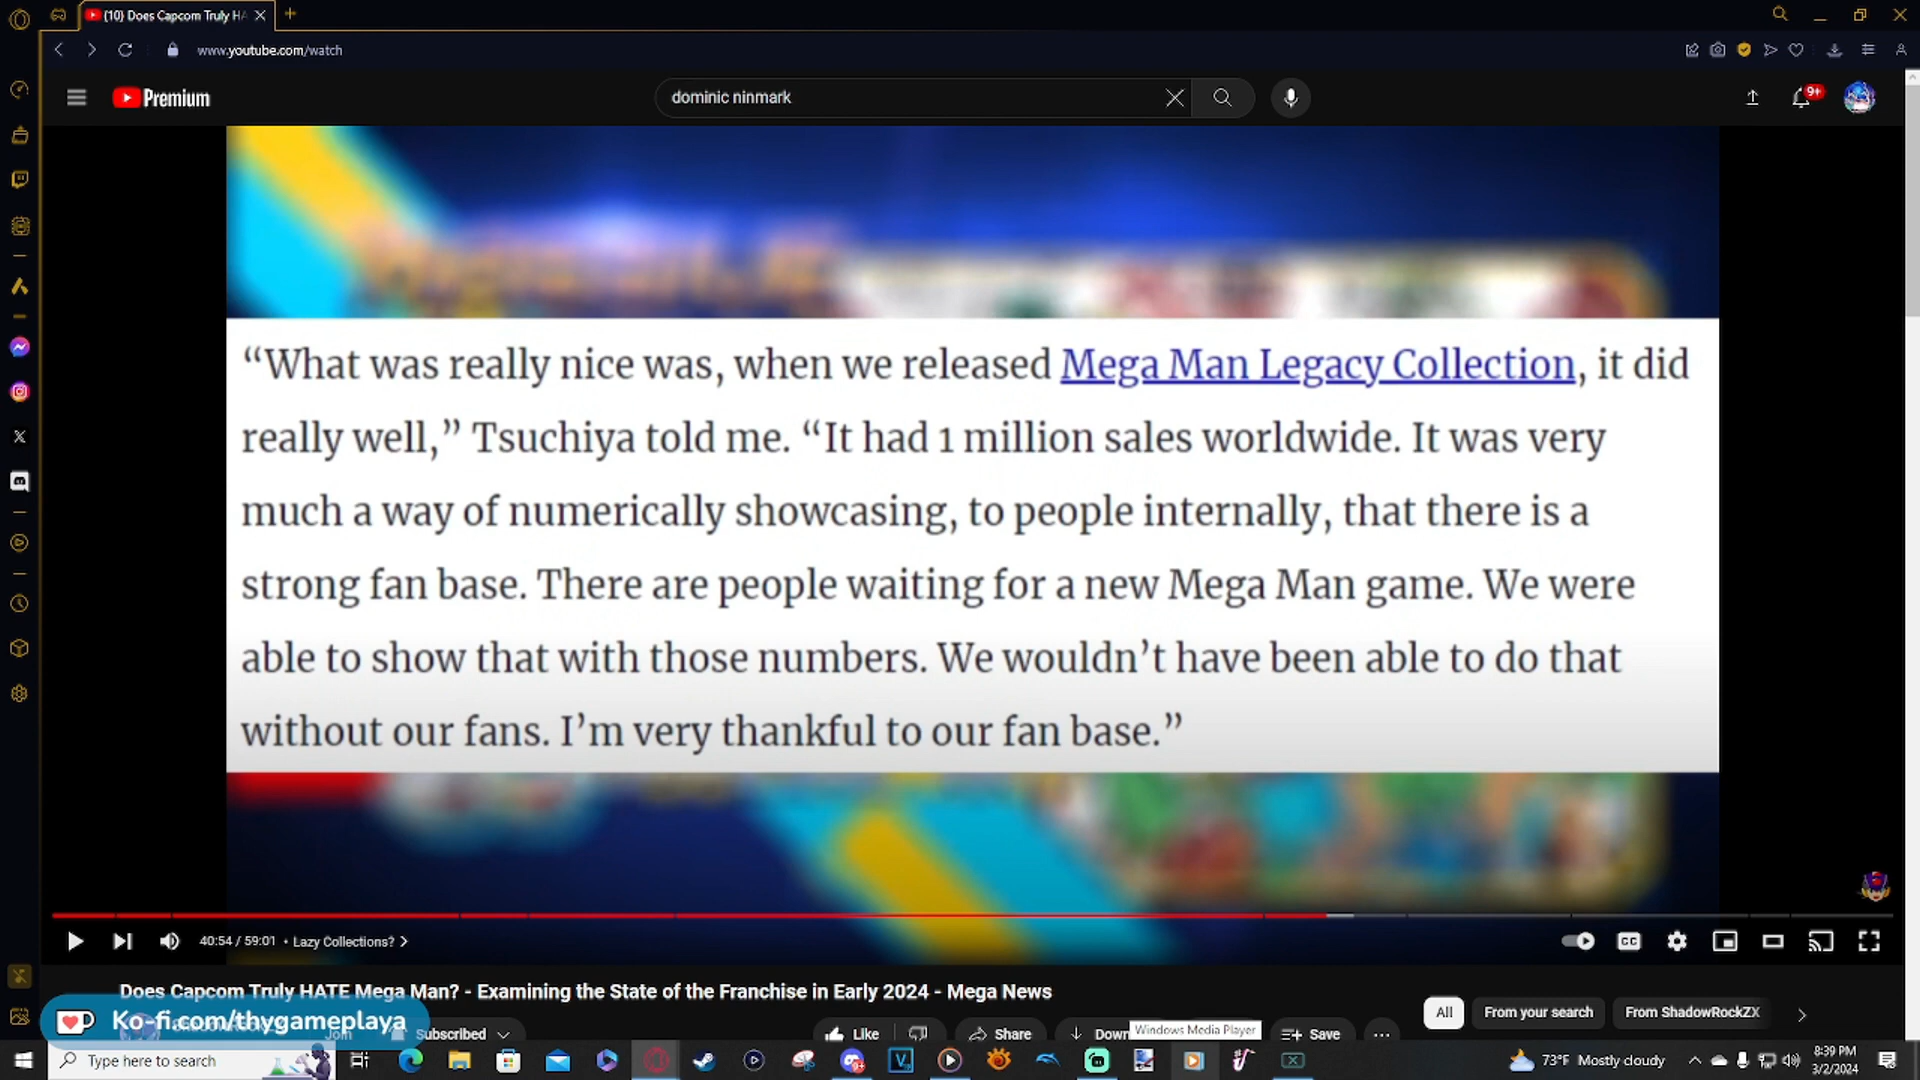 (10) Does Capcom Truly HA
www.youtube.com/watch
Premium
dominic ninmark
9+
“What was really nice was, when we released Mega Man Legacy Collection, it did
really well,” Tsuchiya told me. “It had 1 million sales worldwide. It was very
much a way of numerically showcasing, to people internally, that there is a
strong fan base. There are people waiting for a new Mega Man game. We were
able to show that with those numbers. We wouldn’t have been able to do that
without our fans. I’m very thankful to our fan base.”
40:54 / 59:01 • Lazy Collections?
CC
Does Capcom Truly HATE Mega Man? - Examining the State of the Franchise in Early 2024 - Mega News
All
From your search
From ShadowRockZX
Ko-fi.com/thygameplaya
Join
Subscribed
Like
Share
Down
Windows Media Player
Save
Type here to search
9+
73°F Mostly cloudy
8:39 PM
3/2/2024